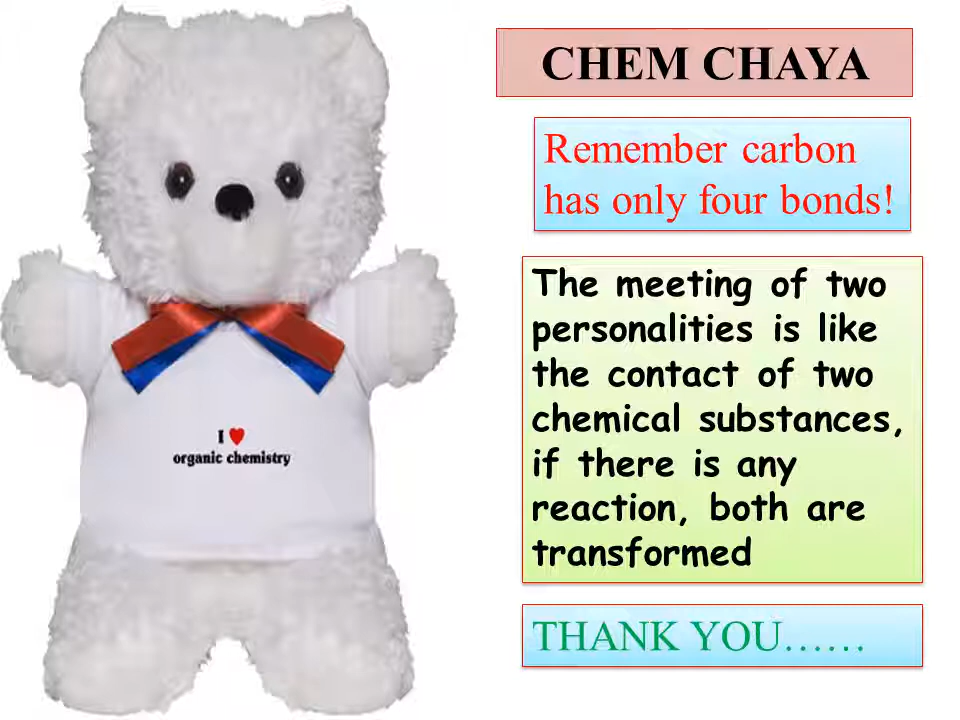 CHEM CHAYA
Remember carbon
has only four bonds!
The meeting of two
personalities is like
the contact of two
chemical substances,
if there is any
reaction, both are
transformed
THANK YOU......
I ♥
organic chemistry